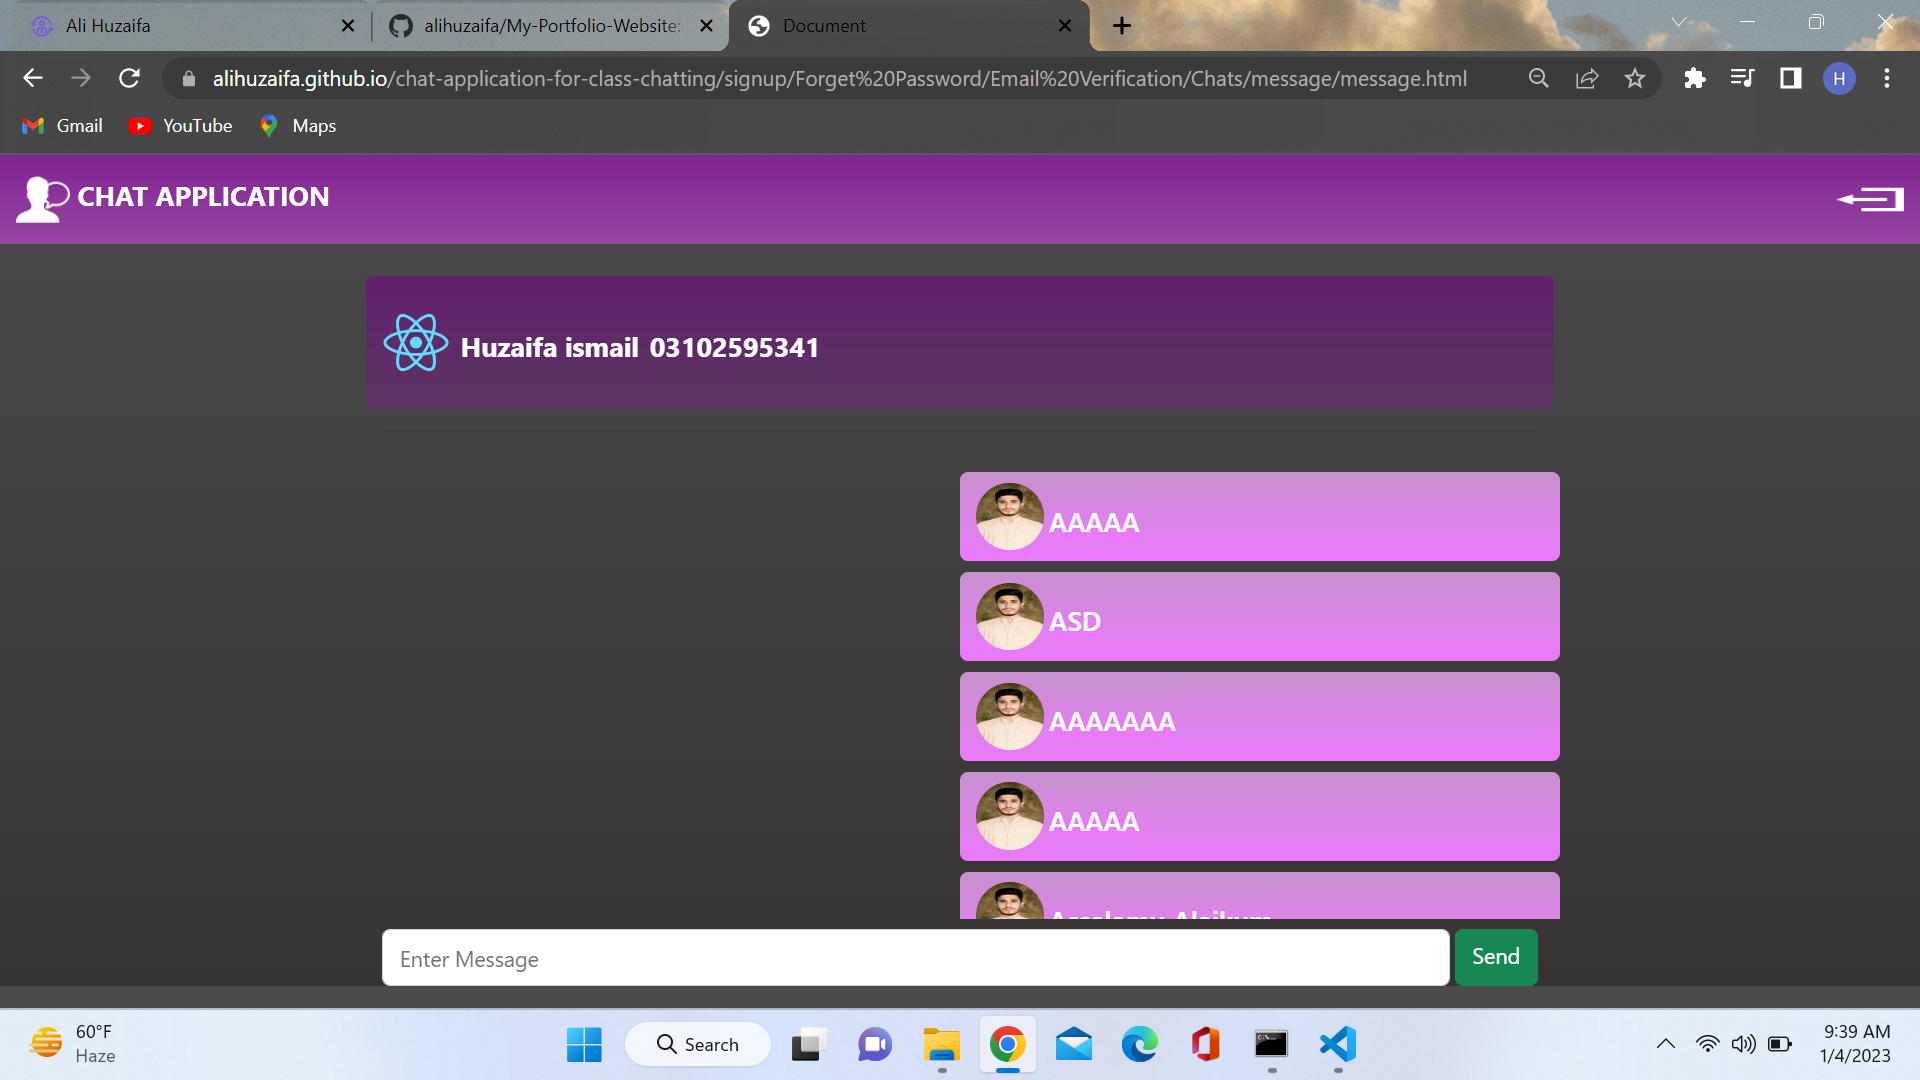 Ali Huzaifa
alihuzaifa/My-Portfolio-Website:
Document
alihuzaifa.github.io/chat-application-for-class-chatting/signup/Forget%20Password/Email%20Verification/Chats/message/message.html
H
Gmail
YouTube
Maps
CHAT APPLICATION
Huzaifa ismail 03102595341
AAAAA
ASD
AAAAAAA
AAAAA
Assalamu Alaikum
Enter Message
Send
60°F
Haze
Search
9:39 AM
1/4/2023